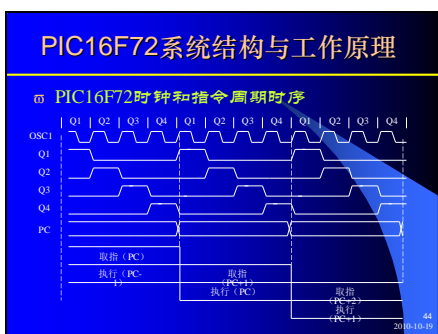 PIC16F72系统结构与工作原理
PIC16F72时钟和指令周期时序
Q1 Q2 Q3 Q4 Q1 Q2 Q3 Q4 Q1 Q2 Q3 Q4
OSC1
Q1
Q2
Q3
Q4
PC
取指（PC）
执行（PC-
1）
取指
（PC+1）
执行（PC）
取指
（PC+2）
执行
（PC+1）
44
2010-10-19